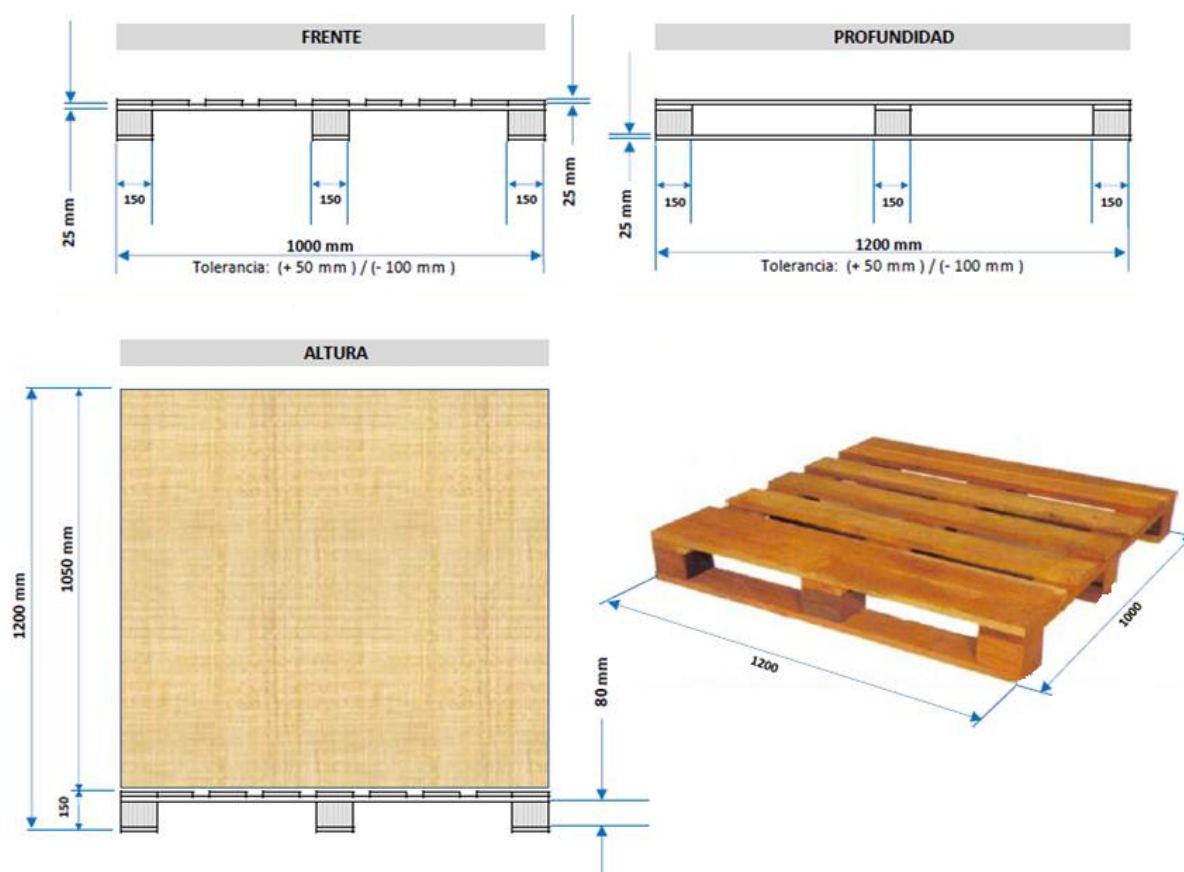 FRENTE
PROFUNDIDAD
25 mm
150
150
150
25 mm
1000 mm
Tolerancia: (+ 50 mm ) / (- 100 mm )
25 mm
150
150
150
1200 mm
Tolerancia: (+ 50 mm ) / (- 100 mm )
ALTURA
1200 mm
1050 mm
150
80 mm
1200
1000